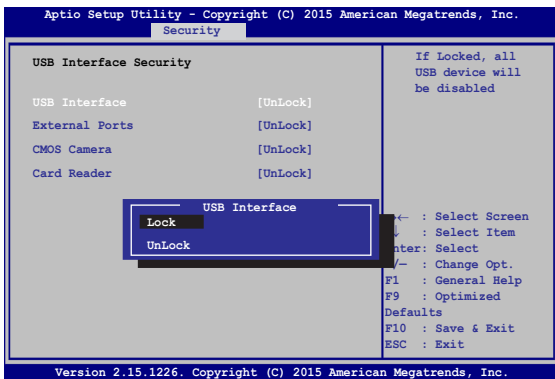 Aptio Setup Utility - Copyright (C) 2015 American Megatrends, Inc.
Security
USB Interface Security
USB Interface [UnLock]
External Ports [UnLock]
CMOS Camera [UnLock]
Card Reader [UnLock]
If Locked, all
USB device will
be disabled
USB Interface
Lock
UnLock
← : Select Screen
: Select Item
nter: Select
/— : Change Opt.
F1 : General Help
F9 : Optimized
Defaults
F10 : Save & Exit
ESC : Exit
Version 2.15.1226. Copyright (C) 2015 American Megatrends, Inc.